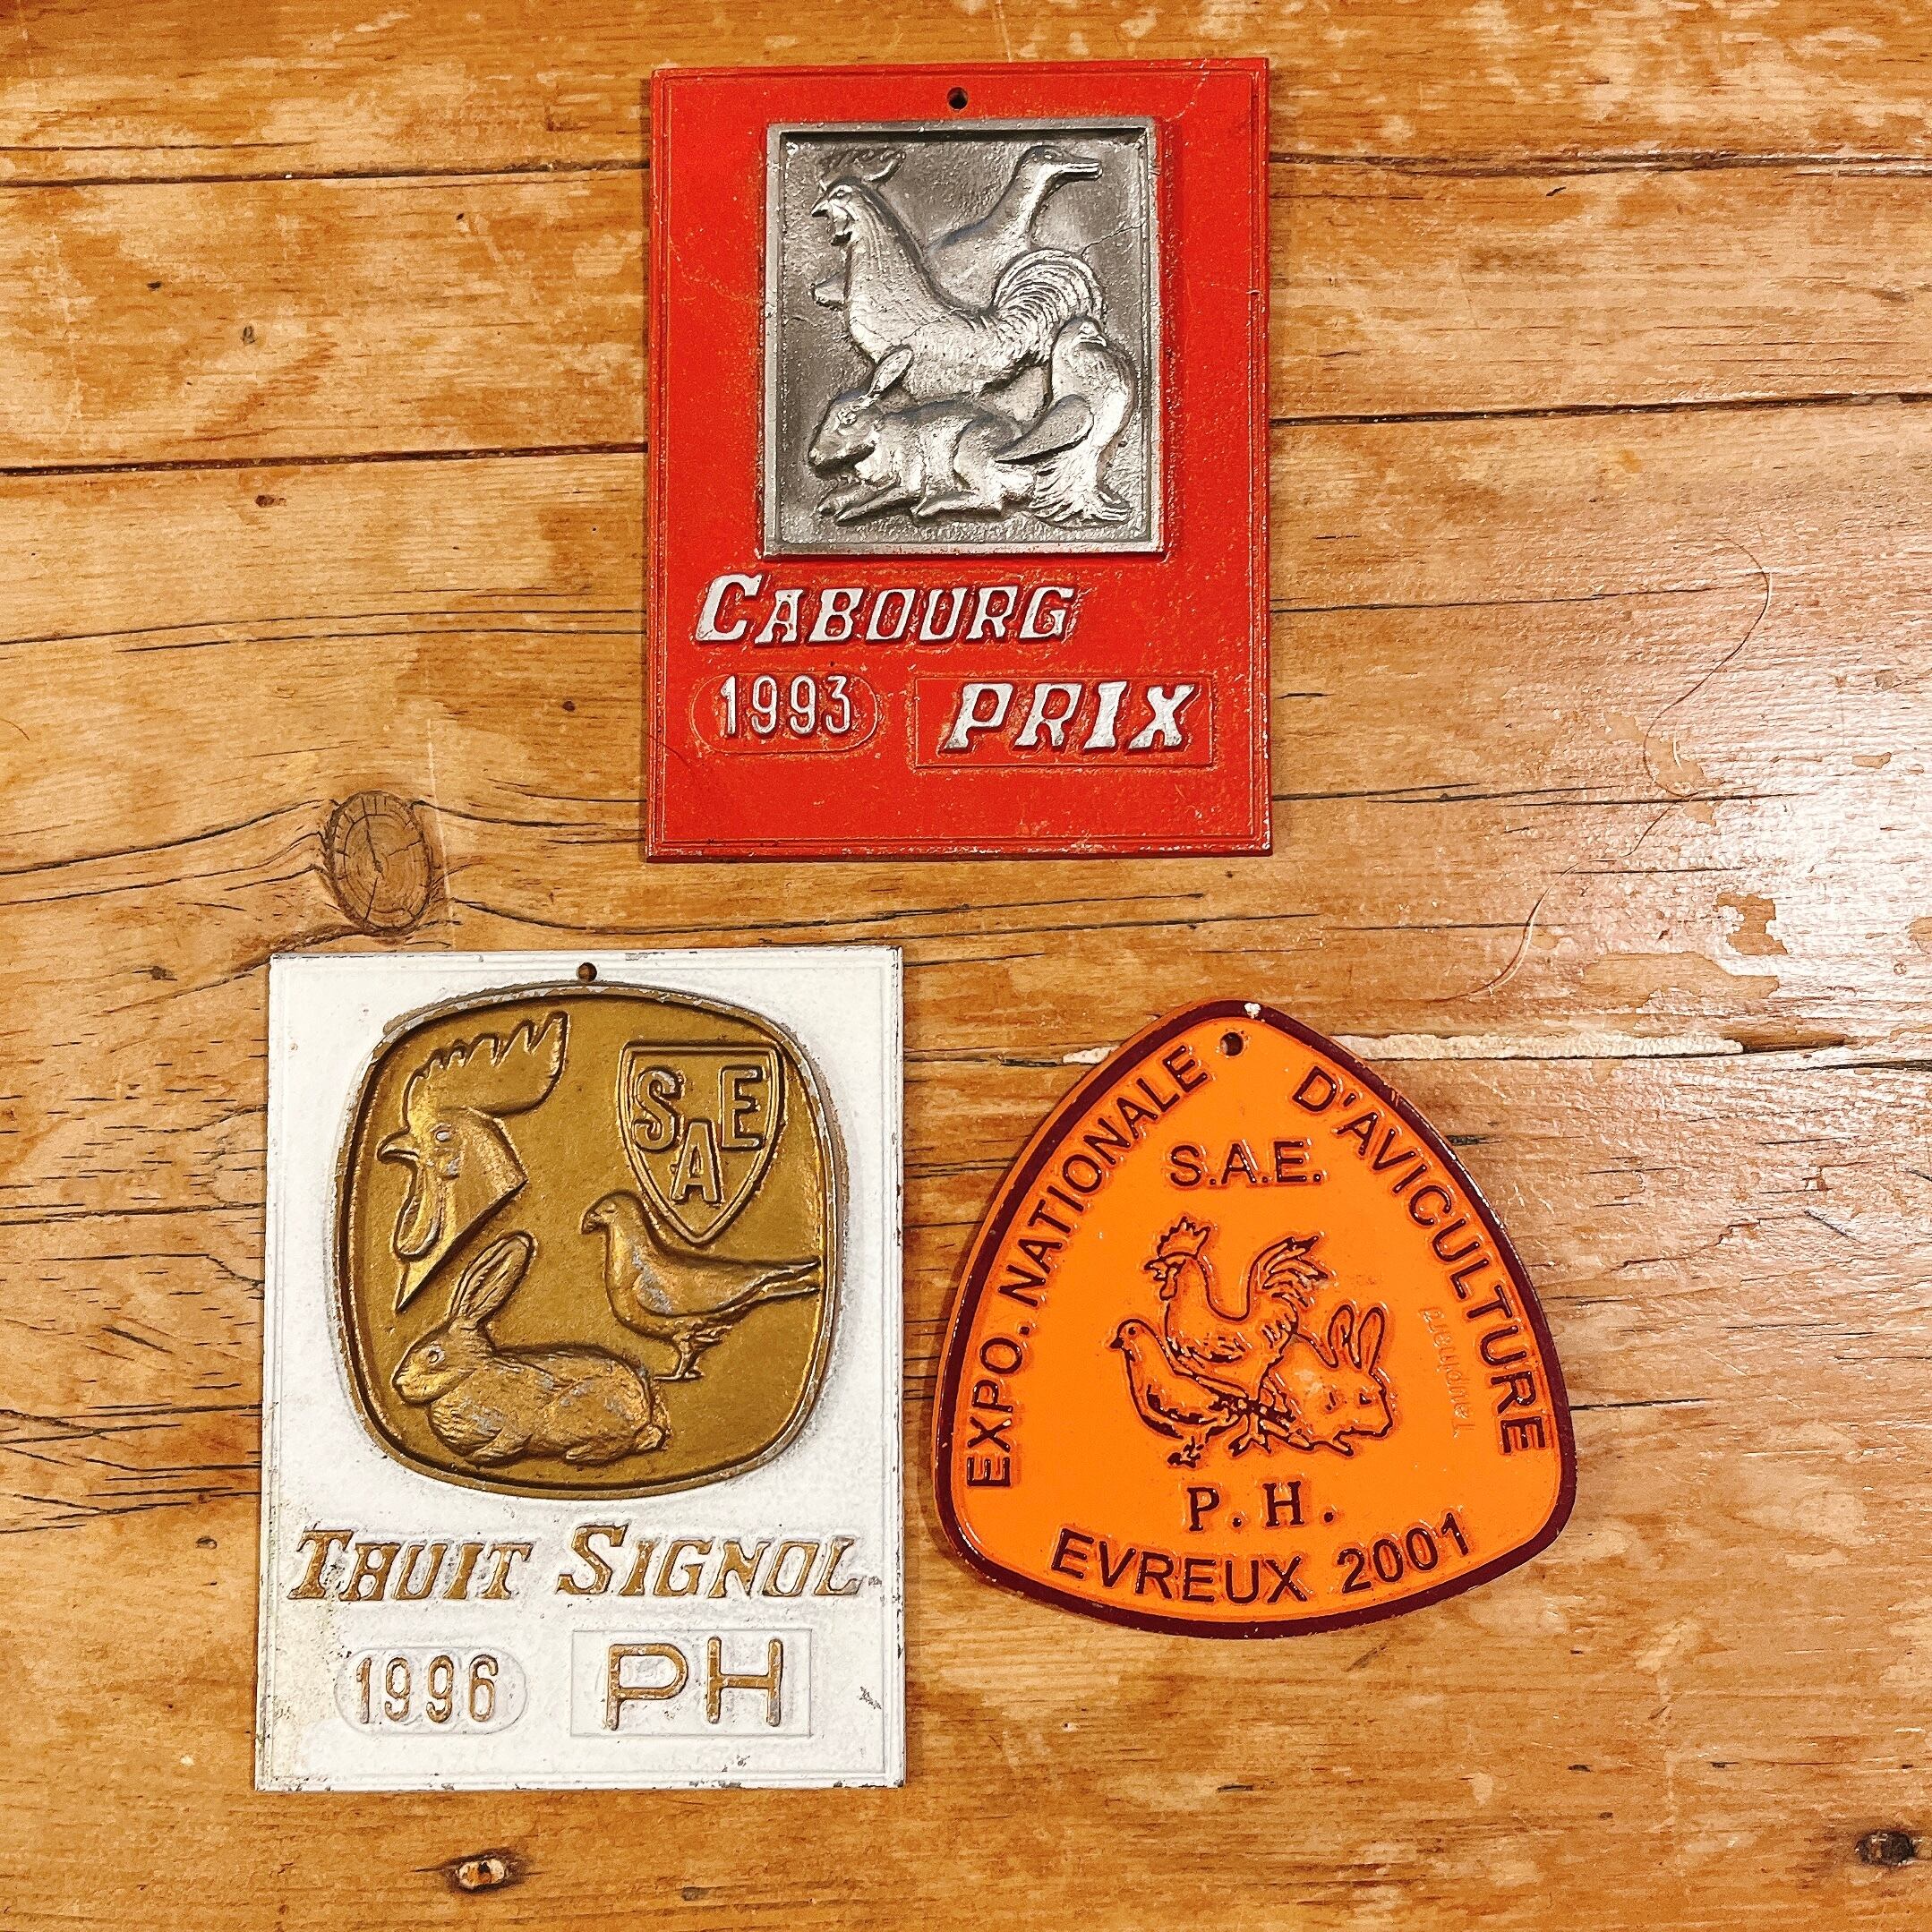 CABOURG
1993 PRIX
SAE
THUIT SIGNOL
1996 PH
EXPO. NATIONALE D'AVICULTURE
S.A.E.
P.H.
EVREUX 2001